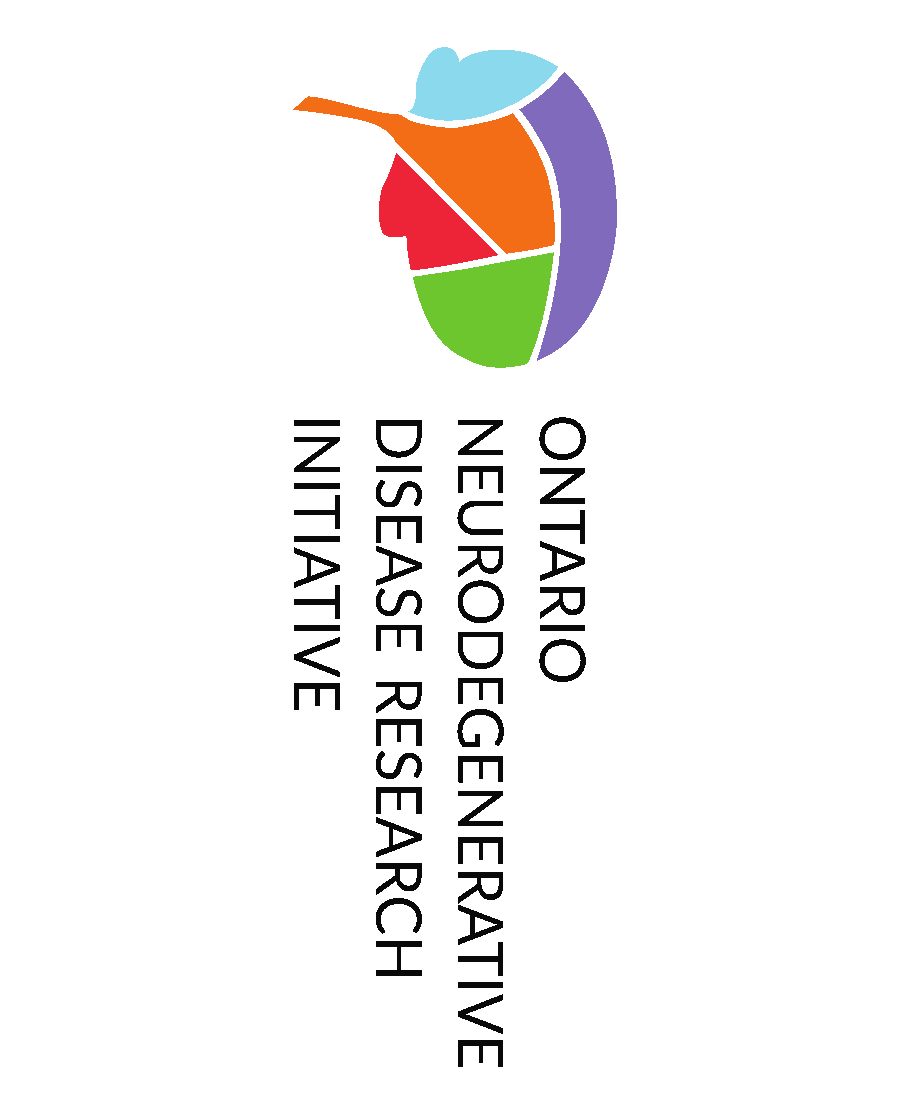 ONTARIO
NEURODEGENERATIVE
DISEASE RESEARCH
INITIATIVE